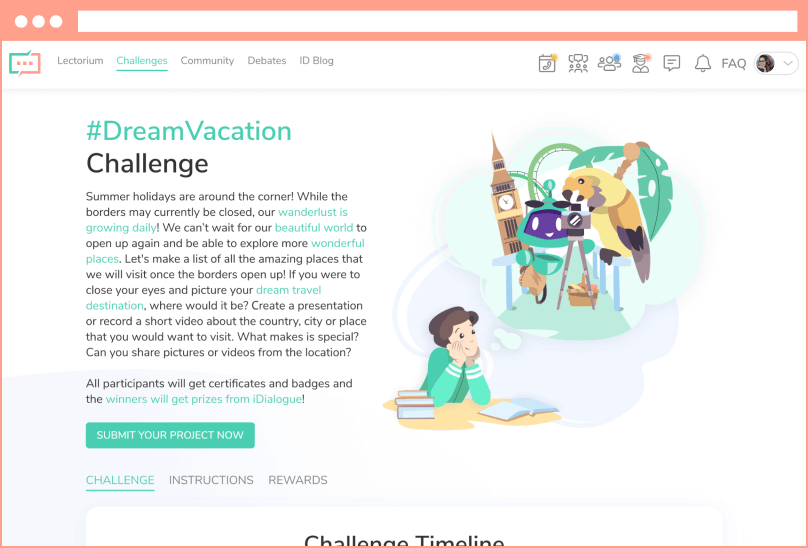 Lectorium Challenges Community Debates ID Blog FAQ
#DreamVacation
Challenge
Summer holidays are around the corner! While the
borders may currently be closed, our wanderlust is
growing daily! We can't wait for our beautiful world to
open up again and be able to explore more wonderful
places. Let's make a list of all the amazing places that
we will visit once the borders open up! If you were to
close your eyes and picture your dream travel
destination, where would it be? Create a presentation
or record a short video about the country, city or place
that you would want to visit. What makes is special?
Can you share pictures or videos from the location?
All participants will get certificates and badges and
the winners will get prizes from iDialogue!
SUBMIT YOUR PROJECT NOW
CHALLENGE INSTRUCTIONS REWARDS
Challenge Timeline